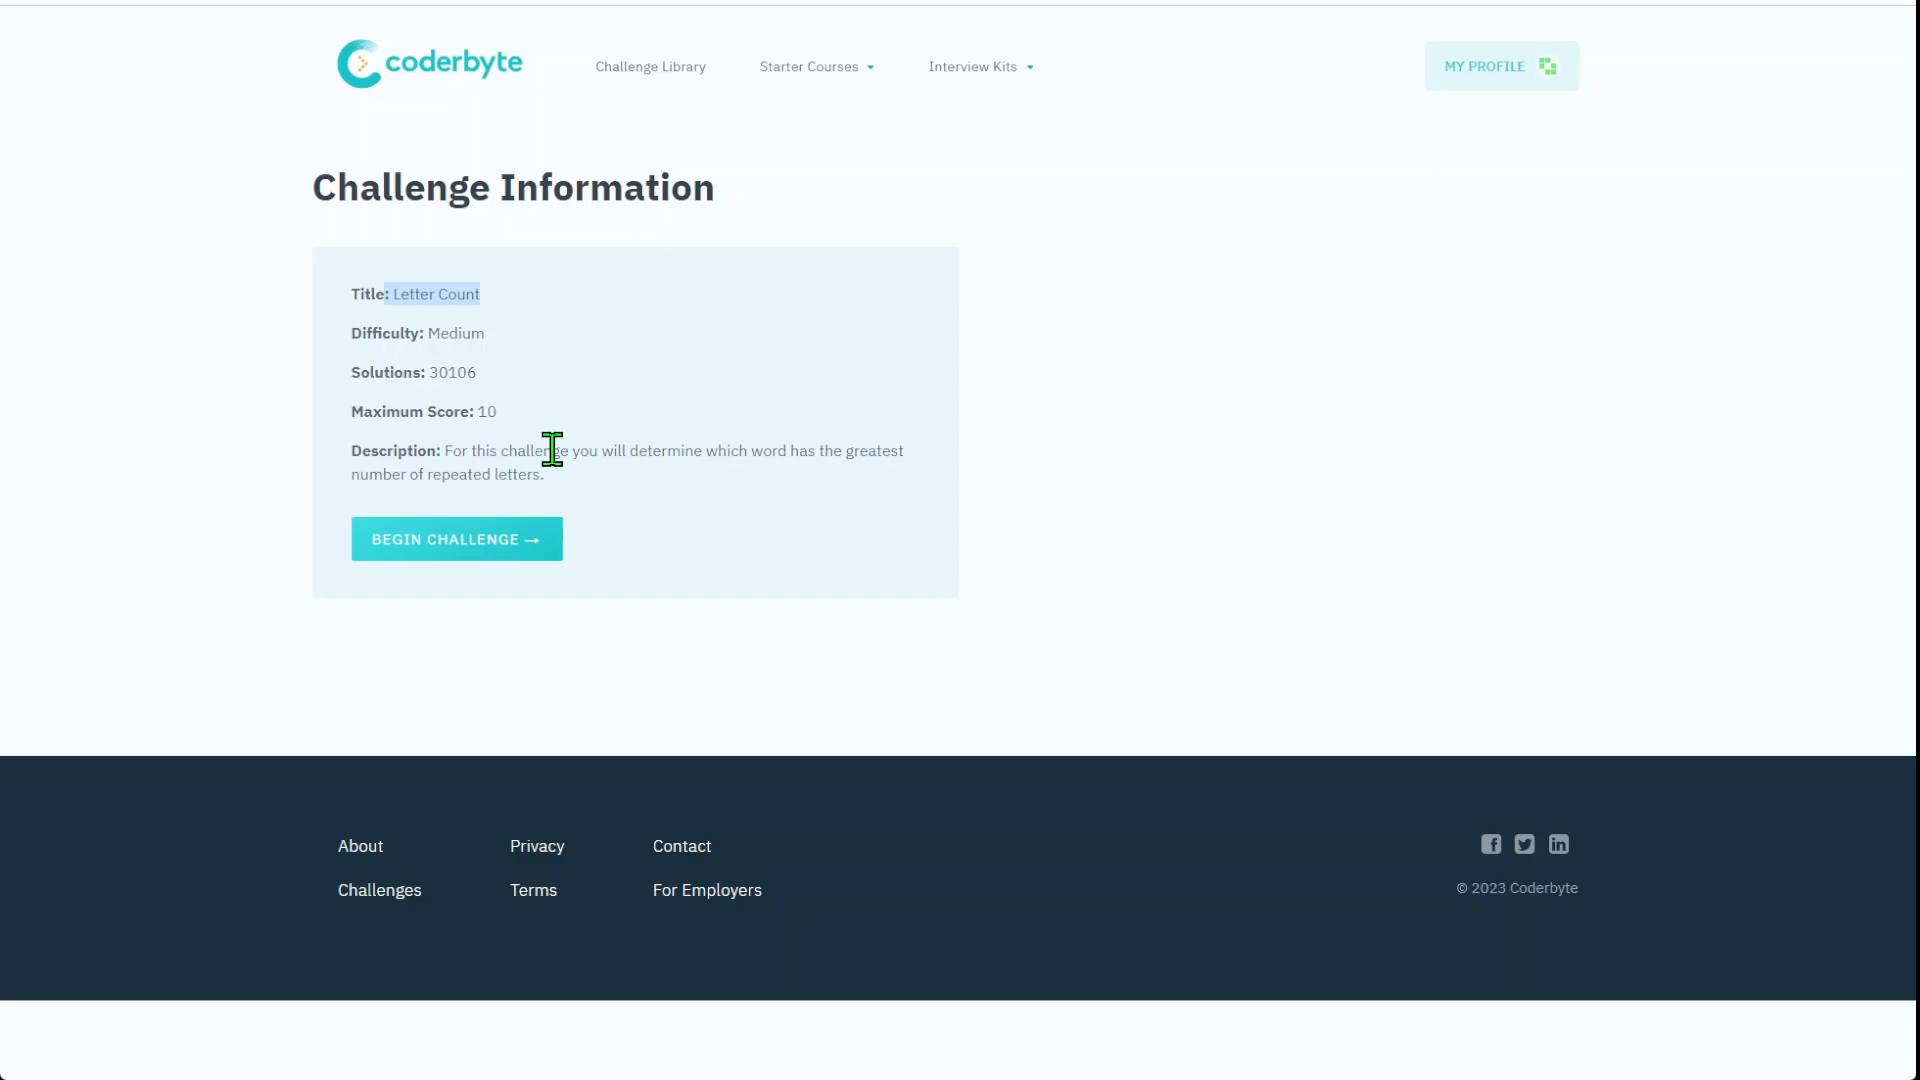 coderbyte
Challenge Library
Starter Courses
Interview Kits
MY PROFILE
Challenge Information
Title: Letter Count
Difficulty: Medium
Solutions: 30106
Maximum Score: 10
Description: For this challenge you will determine which word has the greatest
number of repeated letters.
BEGIN CHALLENGE →
About
Privacy
Contact
Challenges
Terms
For Employers
© 2023 Coderbyte